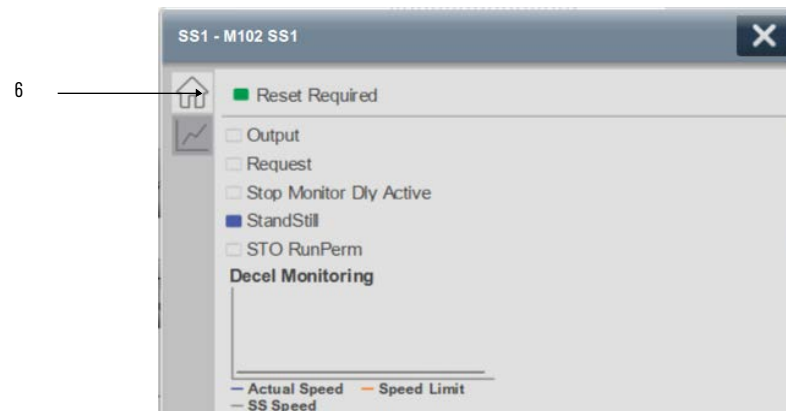 SS1 - M102 SS1
6
Reset Required
Output
Request
Stop Monitor Dly Active
StandStill
STO RunPerm
Decel Monitoring
Actual Speed Speed Limit
SS Speed